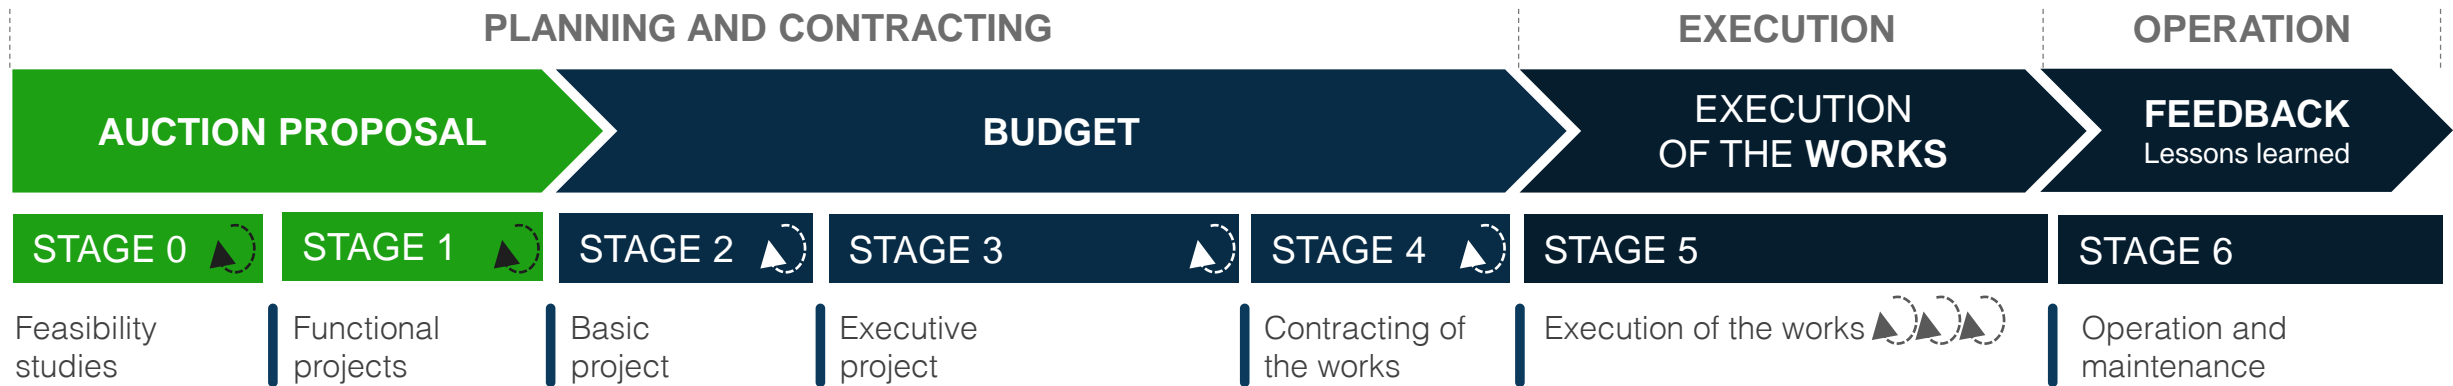 PLANNING AND CONTRACTING
EXECUTION
OPERATION
AUCTION PROPOSAL
BUDGET
EXECUTION
OF THE WORKS
FEEDBACK
Lessons learned
STAGE 0
STAGE 1
STAGE 2
STAGE 3
STAGE 4
STAGE 5
STAGE 6
Feasibility
studies
Functional
projects
Basic
project
Executive
project
Contracting of
the works
Execution of the works
Operation and
maintenance